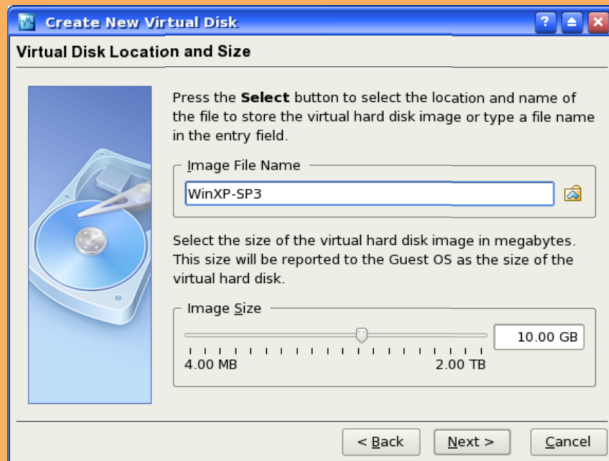 Create New Virtual Disk
Virtual Disk Location and Size
Press the Select button to select the location and name of
the file to store the virtual hard disk image or type a file name
in the entry field.
Image File Name
WinXP-SP3
Select the size of the virtual hard disk image in megabytes.
This size will be reported to the Guest OS as the size of the
virtual hard disk.
Image Size
10.00 GB
4.00 MB 2.00 TB
< Back Next > Cancel